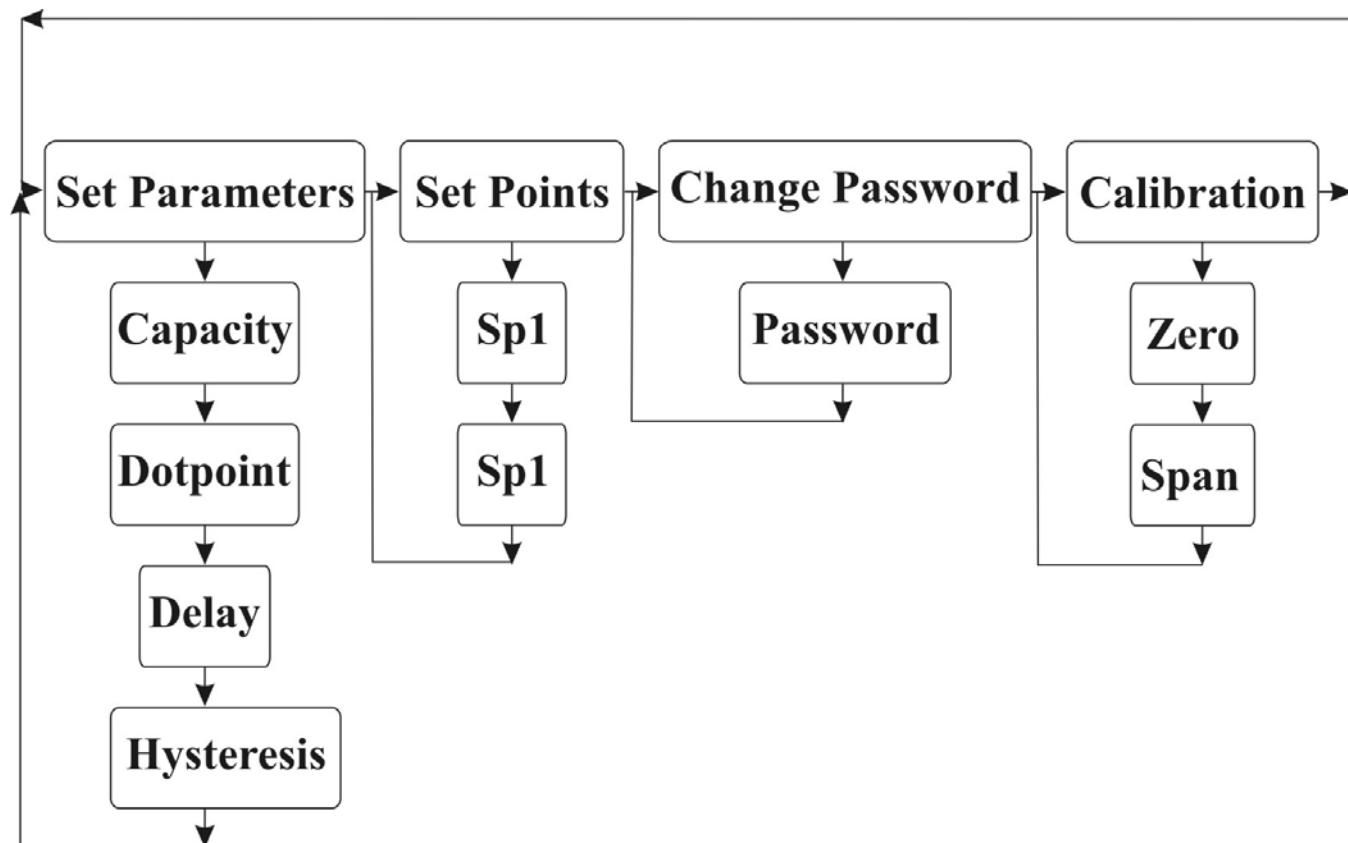 Set Parameters
Set Points
Change Password
Calibration
Capacity
Sp1
Password
Zero
Dotpoint
Sp1
Span
Delay
Hysteresis